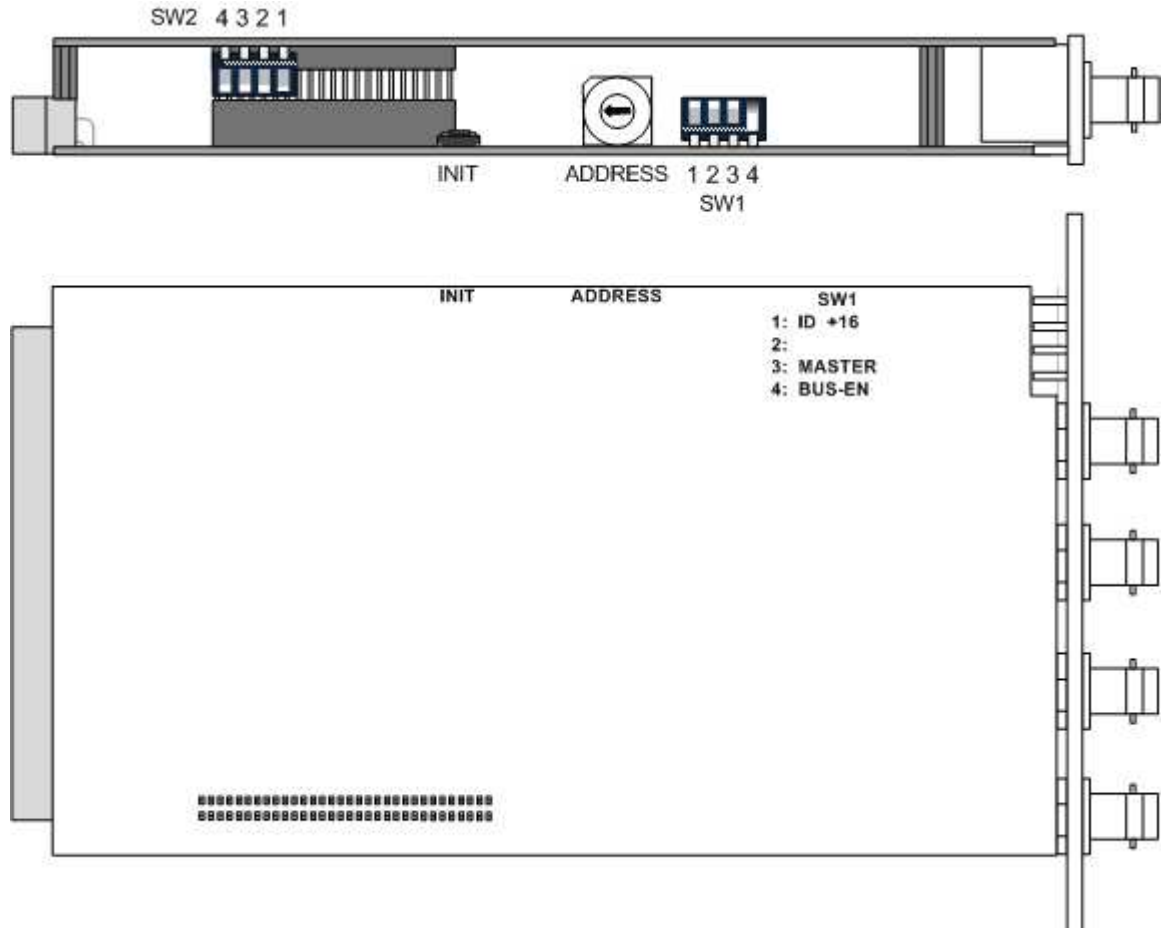 SW2 4 3 2 1
INIT ADDRESS 1 2 3 4
SW1
INIT ADDRESS SW1
1: ID +16
2:
3: MASTER
4: BUS-EN